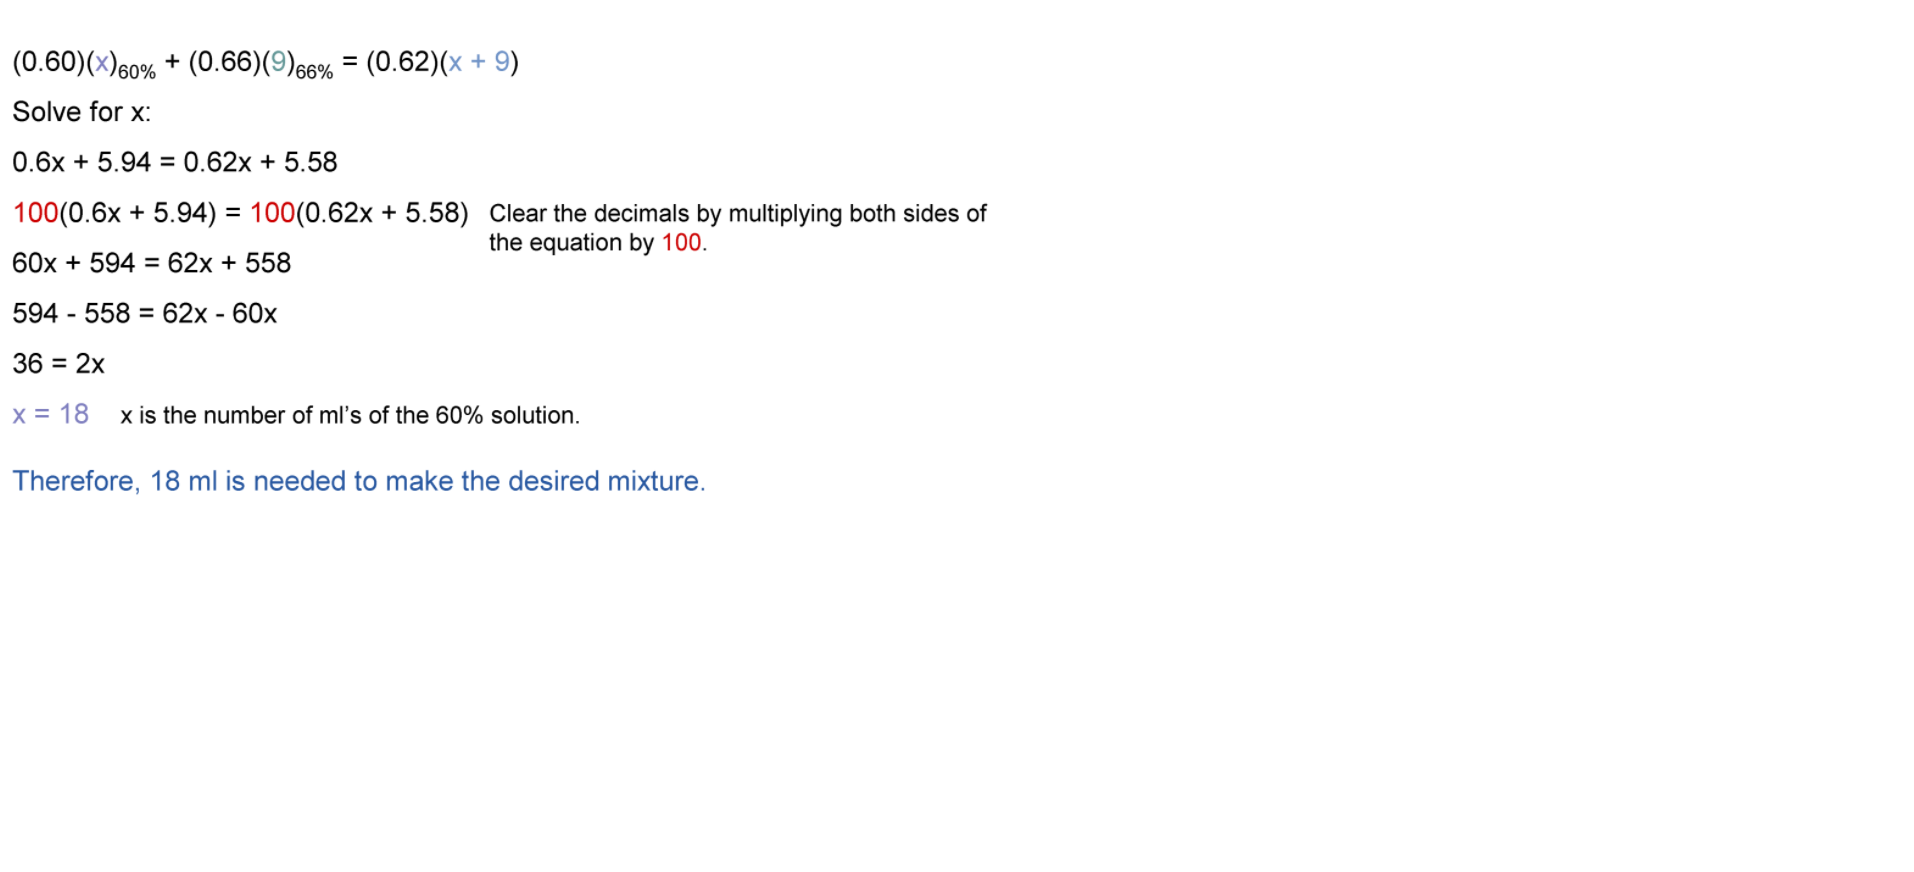 (0.60)(x)60% + (0.66)(9)66% = (0.62)(x + 9)
Solve for x:
0.6x + 5.94 = 0.62x + 5.58
100(0.6x + 5.94) = 100(0.62x + 5.58) Clear the decimals by multiplying both sides of
the equation by 100.
60x + 594 = 62x + 558
594 - 558 = 62x - 60x
36 = 2x
x = 18 x is the number of ml’s of the 60% solution.
Therefore, 18 ml is needed to make the desired mixture.